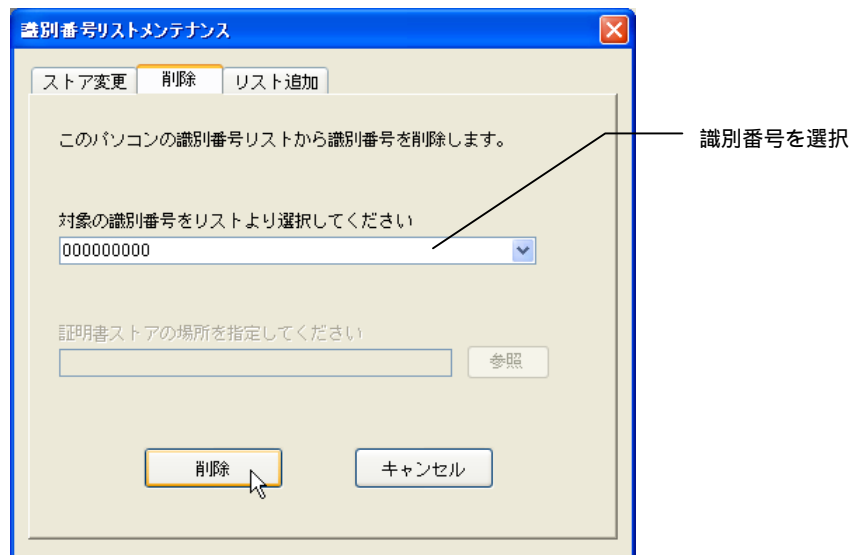 識別番号リストメンテナンス
ストア変更 削除 リスト追加
このパソコンの識別番号リストから識別番号を削除します。
識別番号を選択
対象の識別番号をリストより選択してください
000000000
証明書ストアの場所を指定してください
参照
削除 キャンセル